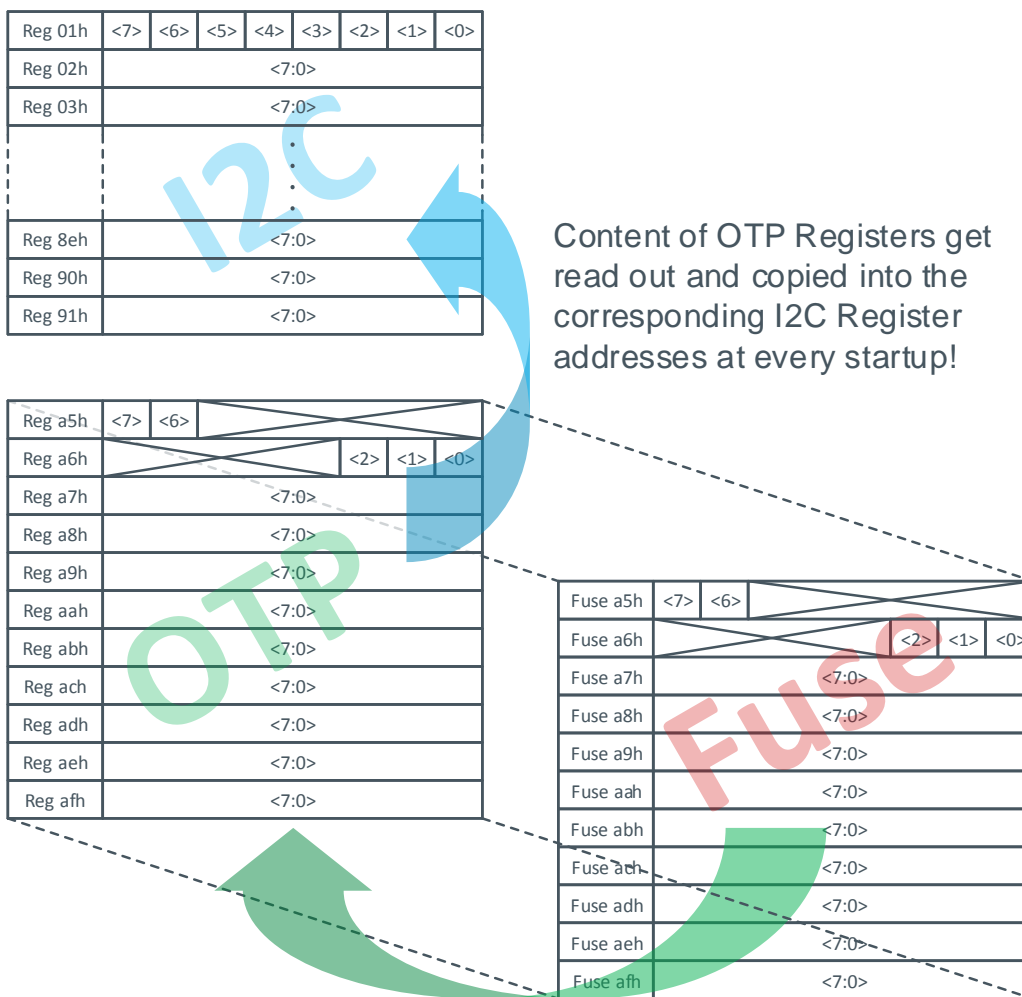 Reg 01h <7> <6> <5> <4> <3> <2> <1> <0>
Reg 02h <7:0>
Reg 03h <7:0>
I2C
Reg 8eh <7:0>
Reg 90h <7:0>
Reg 91h <7:0>
Content of OTP Registers get
read out and copied into the
corresponding I2C Register
addresses at every startup!
Reg a5h <7> <6>
Reg a6h <2> <1> <0>
Reg a7h <7:0>
Reg a8h <7:0>
Reg a9h <7:0>
Reg aah <7:0>
Reg abh <7:0>
Reg ach <7:0>
Reg adh <7:0>
Reg aeh <7:0>
Reg afh <7:0>
OTP
Fuse a5h <7> <6>
Fuse a6h <2> <1> <0>
Fuse a7h <7:0>
Fuse a8h <7:0>
Fuse a9h <7:0>
Fuse aah <7:0>
Fuse abh <7:0>
Fuse ach <7:0>
Fuse adh <7:0>
Fuse aeh <7:0>
Fuse afh <7:0>
Fuse